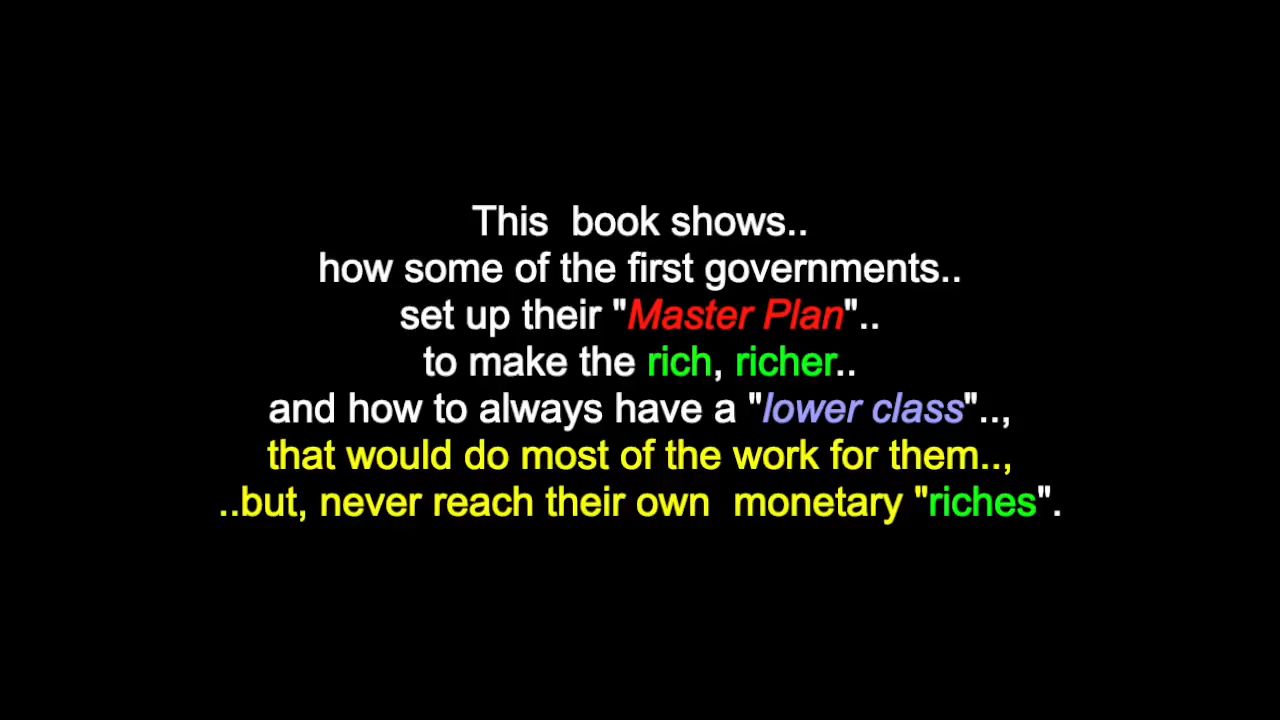 This  book shows..
how some of the first governments..
set up their "Master Plan"..
to make the rich, richer..
and how to always have a "lower class"..,
that would do most of the work for them..,
..but, never reach their own  monetary "riches".